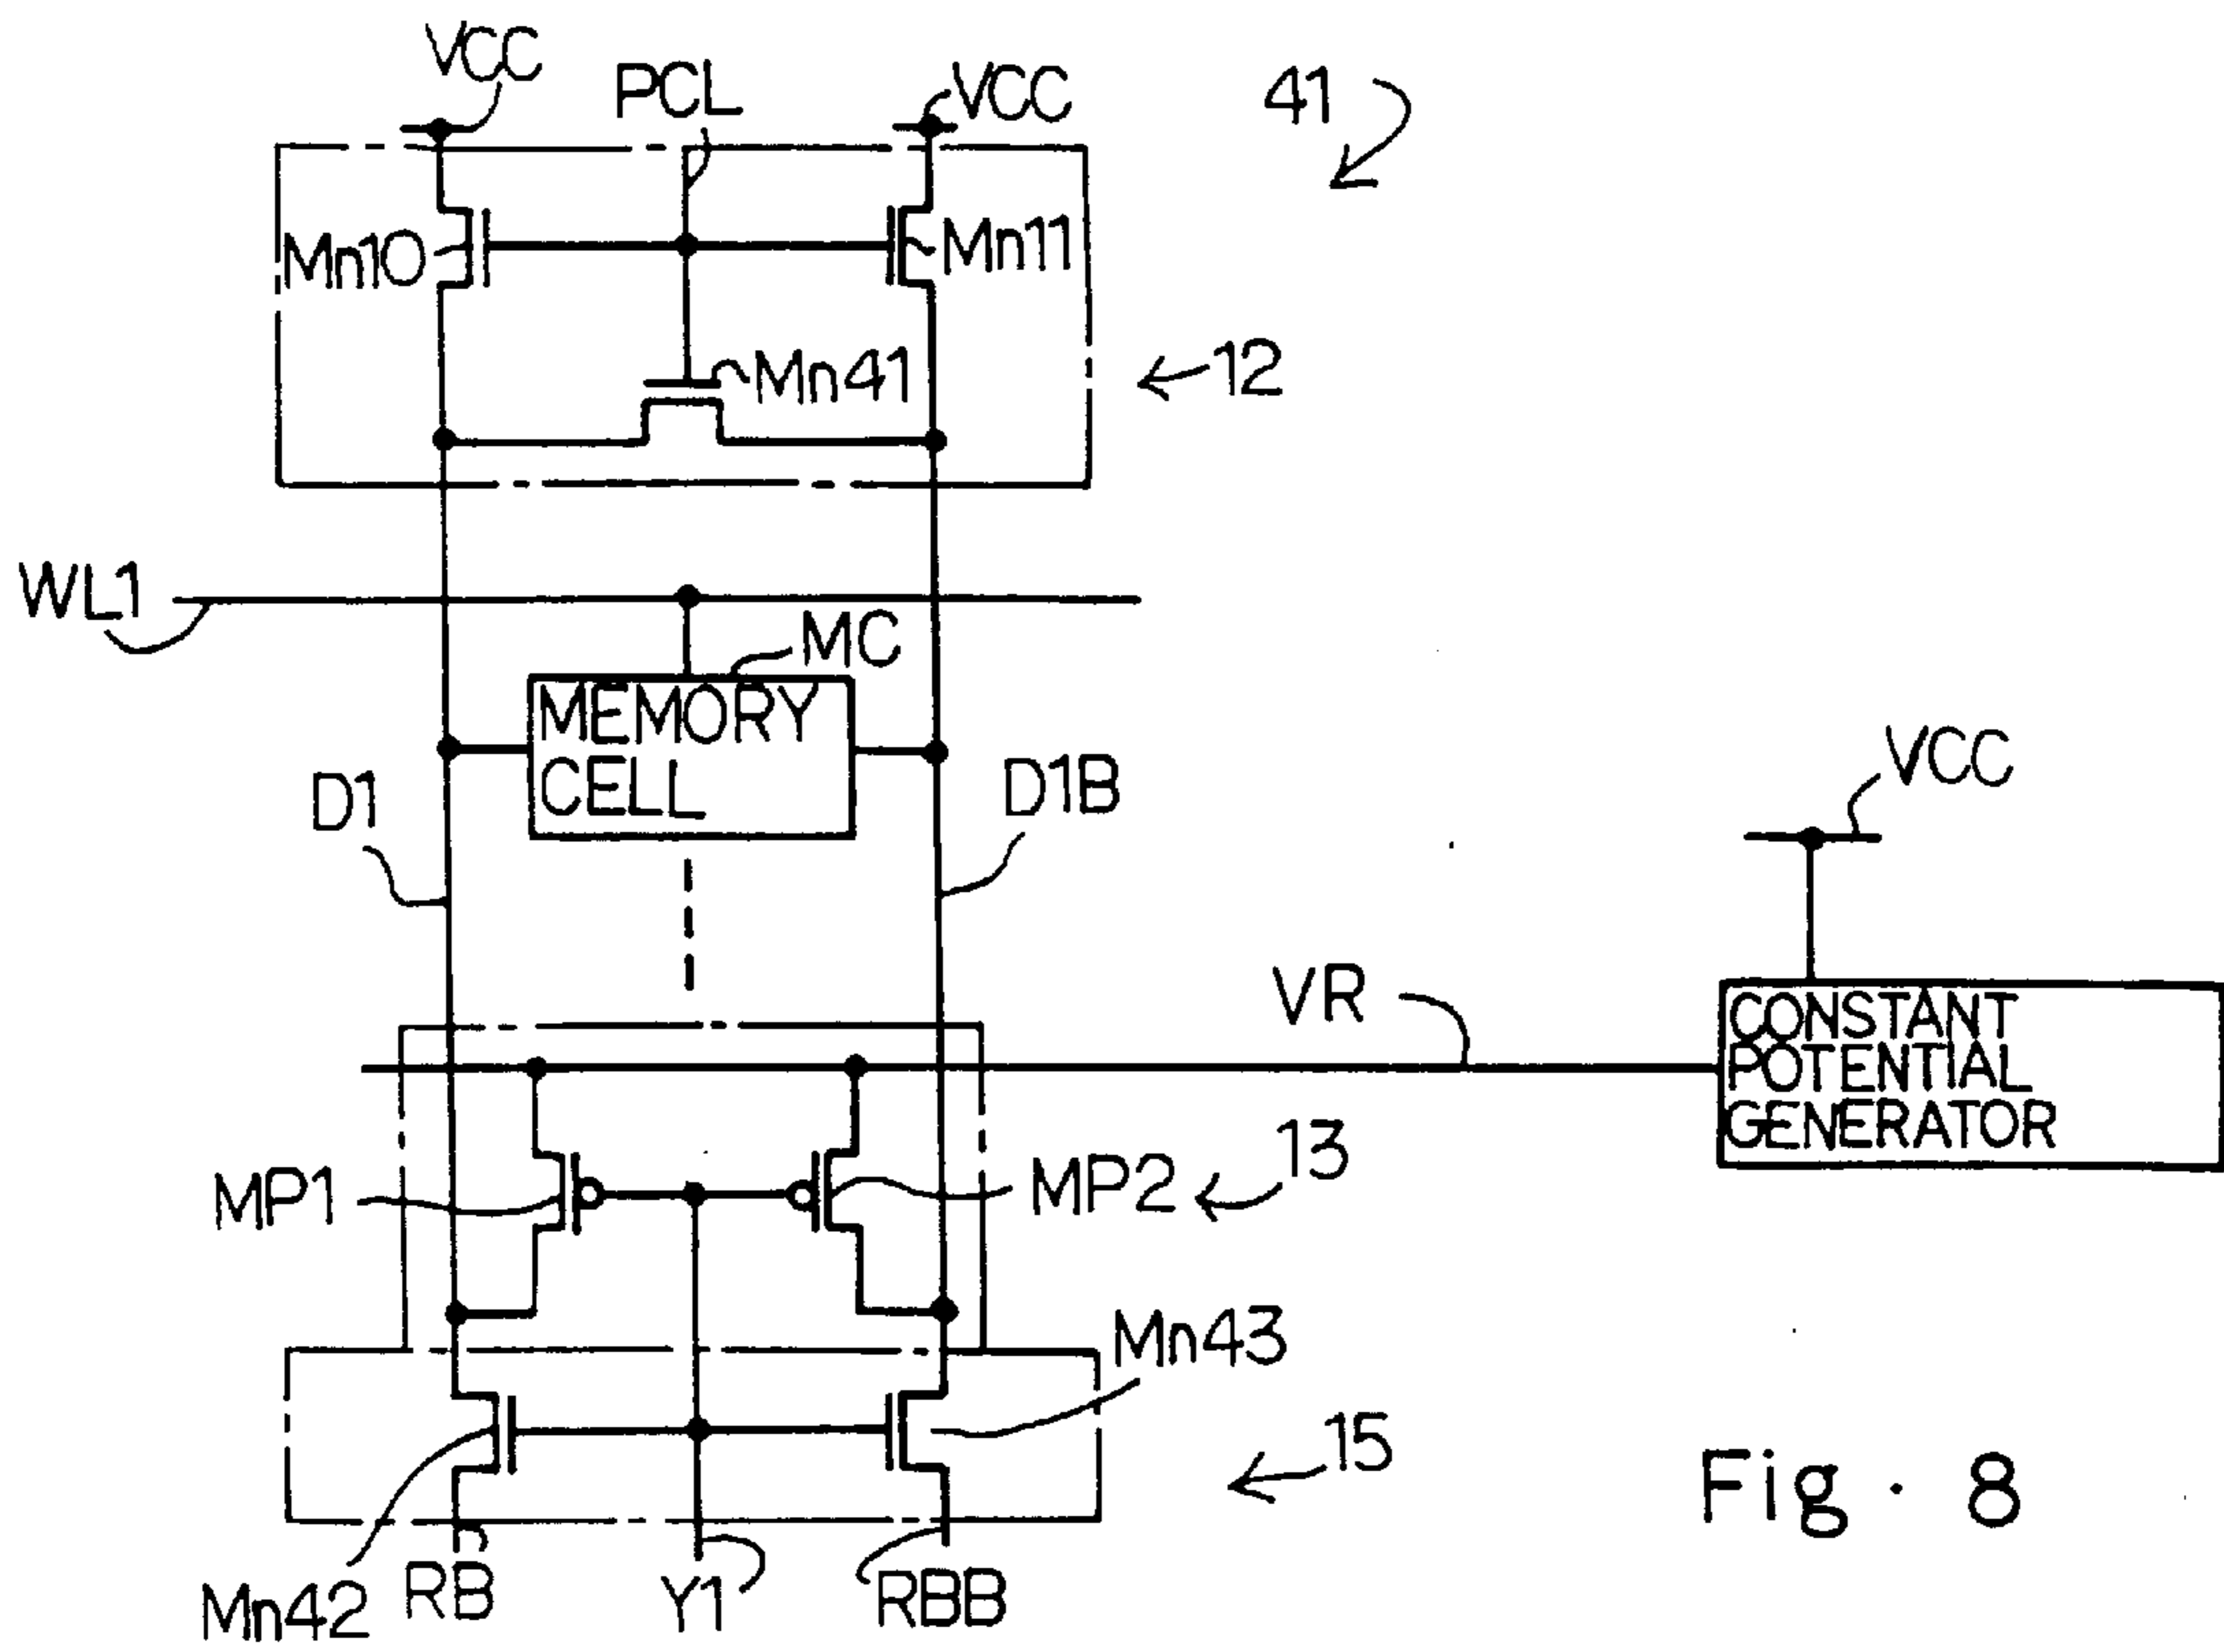 VCC
PCL
VCC
41
Mn10
Mn11
Mn41
12
WL1
MC
MEMORY
CELL
D1
D1B
VCC
VR
CONSTANT
POTENTIAL
GENERATOR
MP1
MP2
13
Mn43
15
Mn42
RB
Y1
RBB
Fig. 8